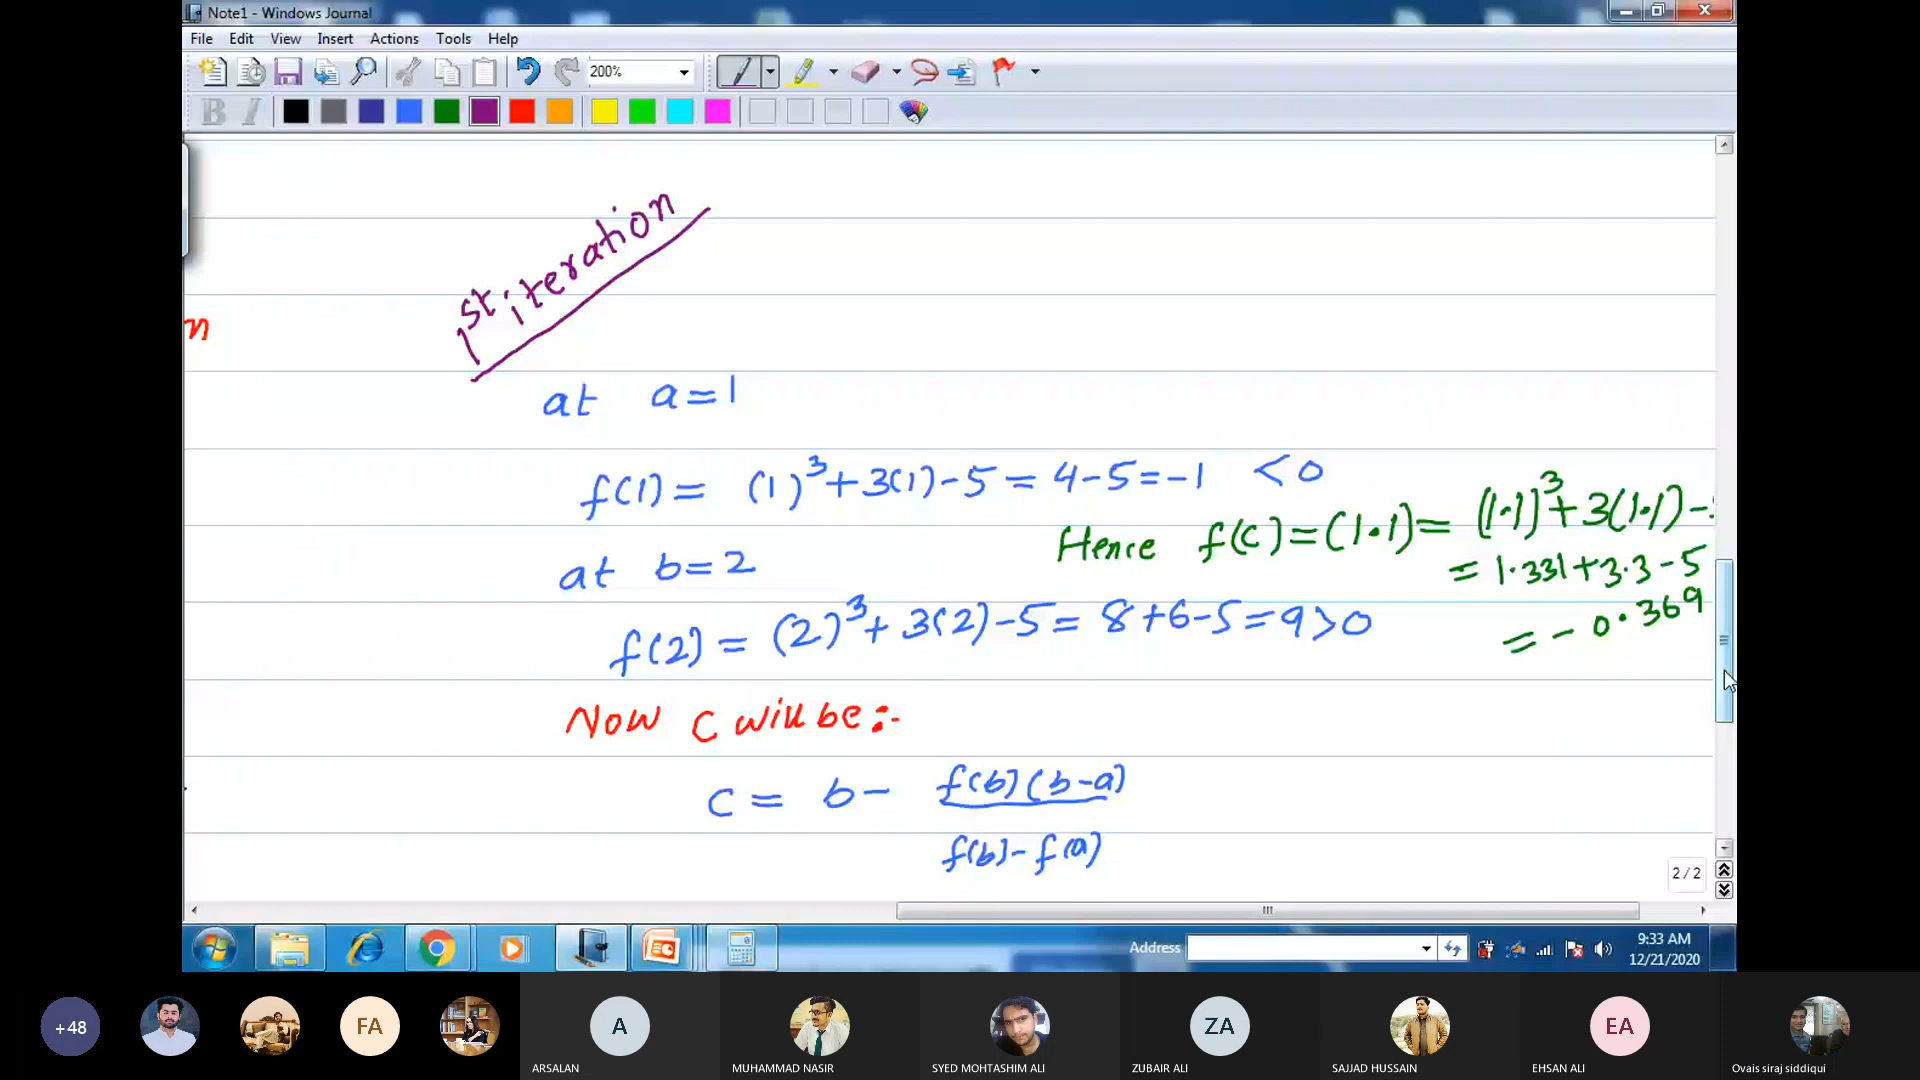 Note1 - Windows Journal
File Edit View Insert Actions Tools Help
200%
B I
1st iteration
n
at a=1
f(1) = (1)³+3(1)-5 = 4-5=-1 <0
Hence f(c)=(1.1)= (1.1)³+3(1.1)-
= 1.331+3.3-5
= -0.369
at b=2
f(2) = (2)³+ 3(2)-5= 8+6-5=9>0
Now C will be:-
C = b- f(b)(b-a)
f(b)-f(a)
2 / 2
Address
9:33 AM
12/21/2020
+48
FA
A
ZA
EA
ARSALAN
MUHAMMAD NASIR
SYED MOHTASHIM ALI
ZUBAIR ALI
SAJJAD HUSSAIN
EHSAN ALI
Ovais siraj siddiqui